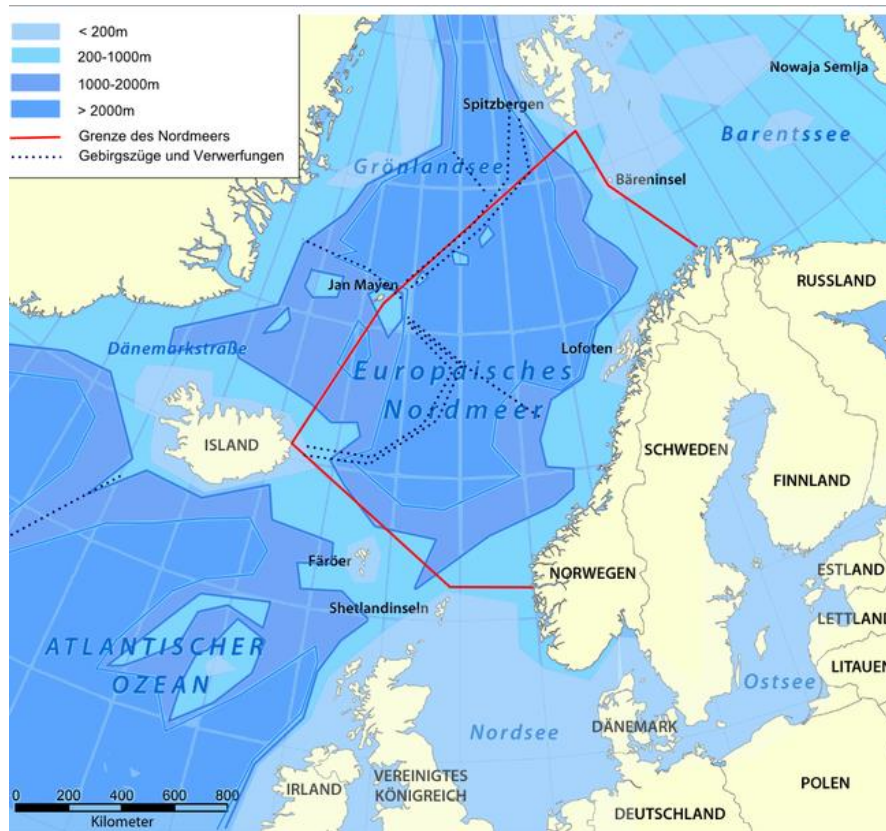 < 200m
200-1000m
1000-2000m
> 2000m
Grenze des Nordmeers
Gebirgszüge und Verwerfungen
Spitzbergen
Nowaja Semlja
Barentssee
Grönlandsee
Bäreninsel
Jan Mayen
RUSSLAND
Dänemarkstraße
Lofoten
Europäisches
Nordmeer
ISLAND
SCHWEDEN
FINNLAND
Färöer
NORWEGEN
ESTLAND
Shetlandinseln
LETTLAND
ATLANTISCHER
OZEAN
LITAUEN
Ostsee
Nordsee
DÄNEMARK
IRLAND
VEREINIGTES
KÖNIGREICH
POLEN
DEUTSCHLAND
0 200 400 600 800
Kilometer